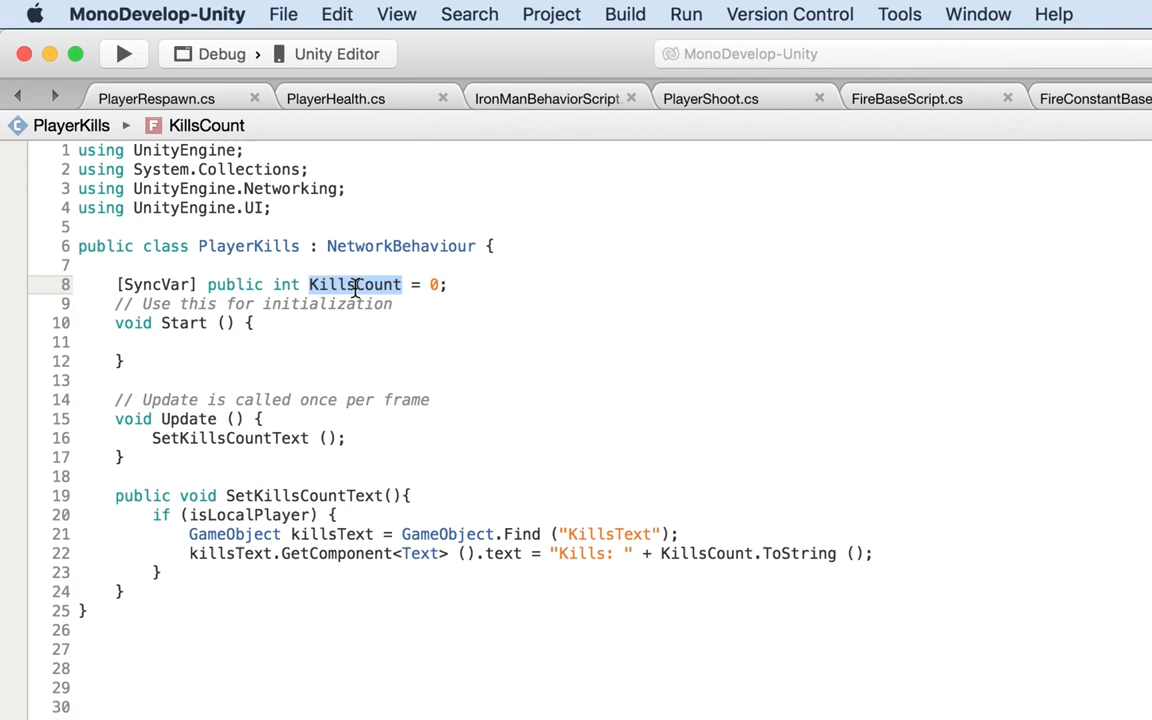 MonoDevelop-Unity File Edit View Search Project Build Run Version Control Tools Window Help
Debug › Unity Editor MonoDevelop-Unity
PlayerRespawn.cs PlayerHealth.cs IronManBehaviorScript PlayerShoot.cs FireBaseScript.cs FireConstantBase
PlayerKills ▸ F KillsCount
1 using UnityEngine;
2 using System.Collections;
3 using UnityEngine.Networking;
4 using UnityEngine.UI;
5
6 public class PlayerKills : NetworkBehaviour {
7
8 [SyncVar] public int KillsCount = 0;
9 // Use this for initialization
10 void Start () {
11
12 }
13
14 // Update is called once per frame
15 void Update () {
16 SetKillsCountText ();
17 }
18
19 public void SetKillsCountText(){
20 if (isLocalPlayer) {
21 GameObject killsText = GameObject.Find ("KillsText");
22 killsText.GetComponent<Text> ().text = "Kills: " + KillsCount.ToString ();
23 }
24 }
25 }
26
27
28
29
30